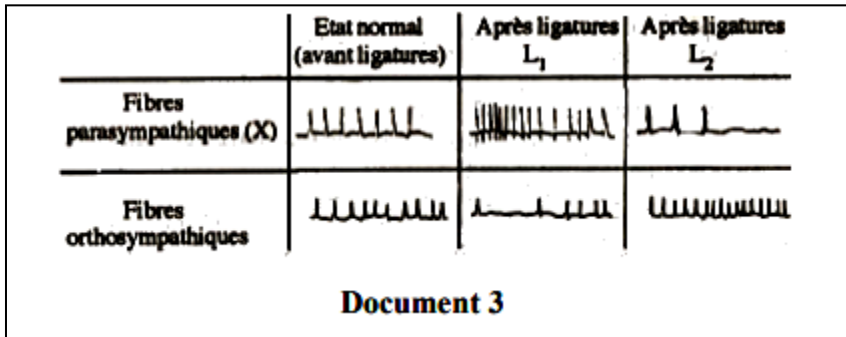 Etat normal
(avant ligatures)
Après ligatures
L1
Après ligatures
L2
Fibres
parasympathiques (X)
Fibres
orthosympathiques
Document 3